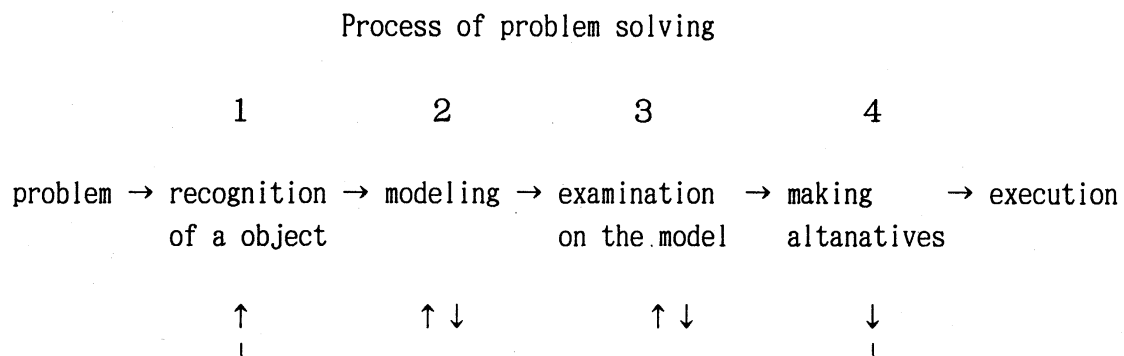 Process of problem solving
1 2 3 4
problem → recognition → modeling → examination → making → execution
of a object on the model altanatives
↑ ↑ ↓ ↑ ↓ ↓